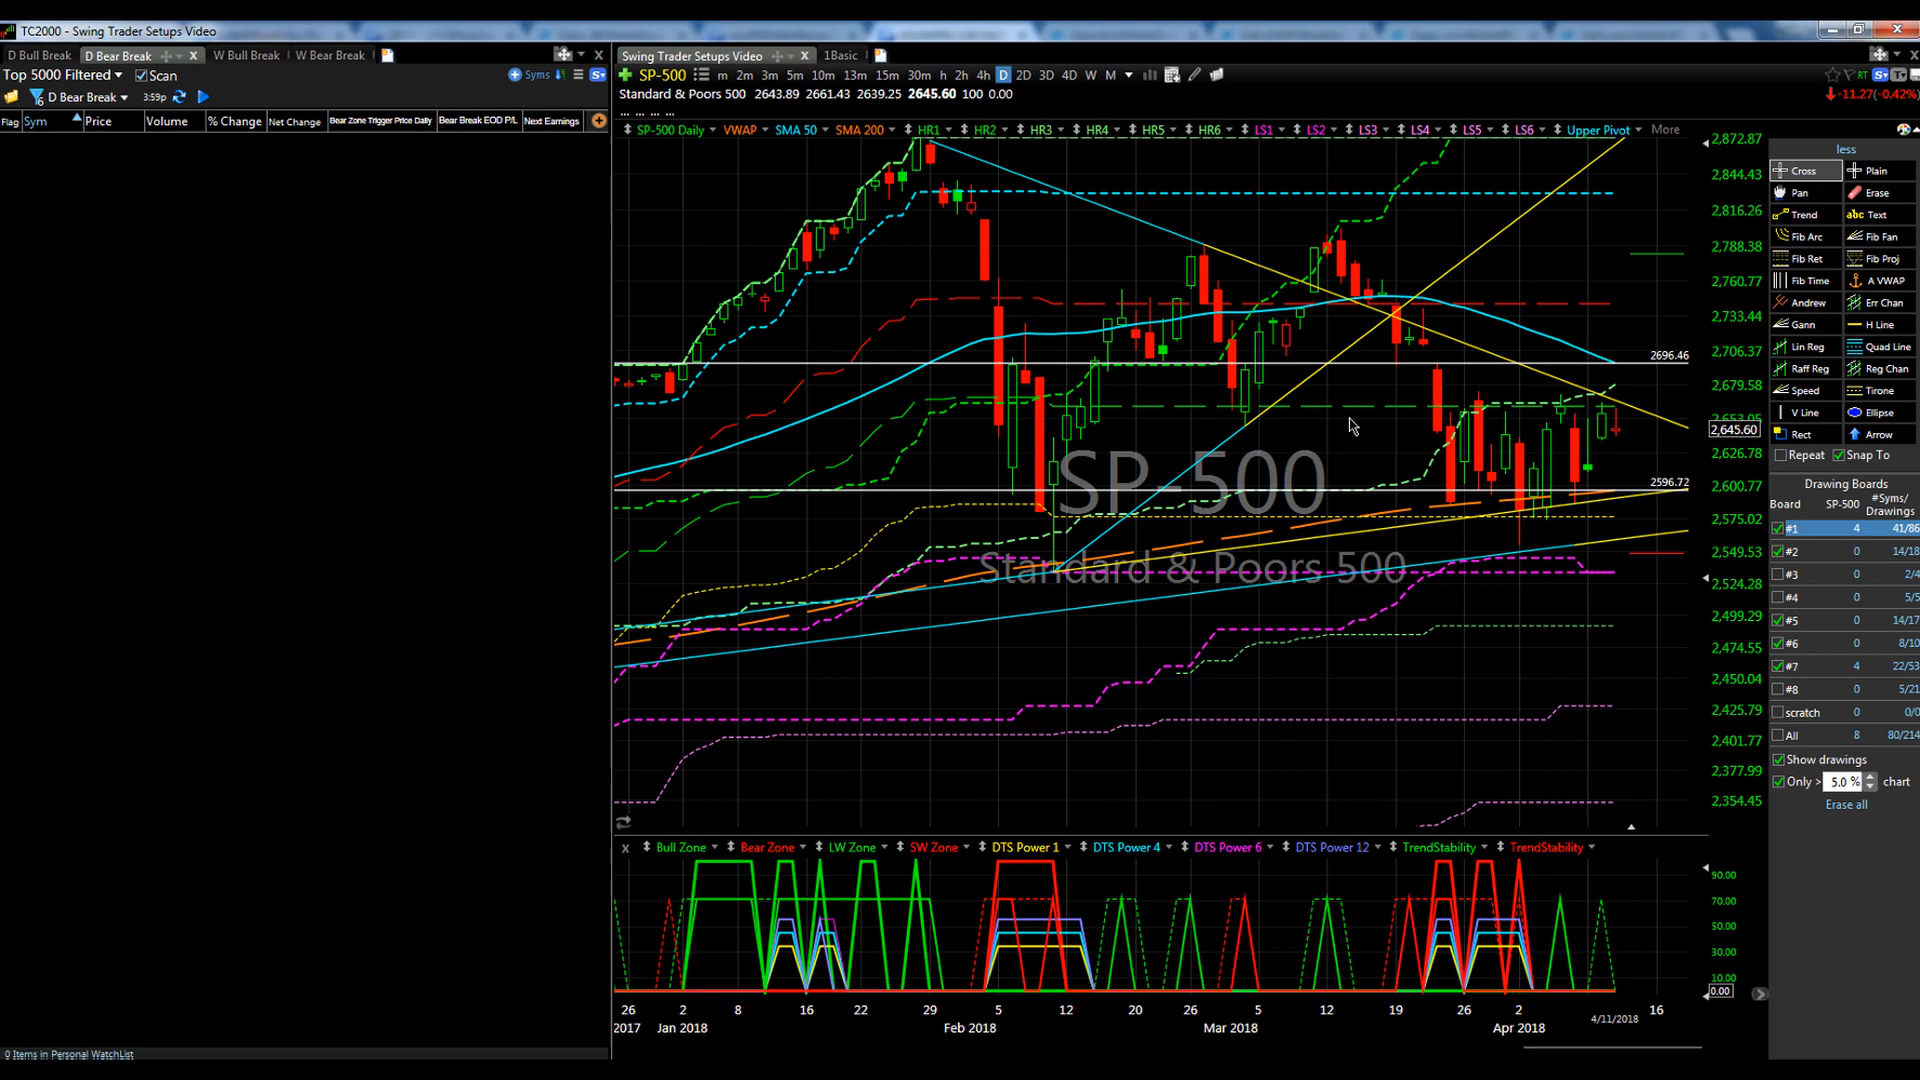 TC2000 - Swing Trader Setups Video
D Bull Break D Bear Break W Bull Break W Bear Break
Top 5000 Filtered Scan Syms
D Bear Break 3:59p
Flag Sym Price Volume % Change Net Change Bear Zone Trigger Price Daily Bear Break EOD P/L Next Earnings
0 Items in Personal WatchList
Swing Trader Setups Video 1Basic
SP-500 m 2m 3m 5m 10m 13m 15m 30m h 2h 4h D 2D 3D 4D W M RT
Standard & Poors 500 2643.89 2661.43 2639.25 2645.60 100 0.00 -11.27(-0.42%)
SP-500 Daily VWAP SMA 50 SMA 200 HR1 HR2 HR3 HR4 HR5 HR6 LS1 LS2 LS3 LS4 LS5 LS6 Upper Pivot More
2,872.87
2,844.43
2,816.26
2,788.38
2,760.77
2,733.44
2,706.37
2,679.58
2,653.05
2,645.60
2,626.78
2,600.77
2,575.02
2,549.53
2,524.28
2,499.29
2,474.55
2,450.04
2,425.79
2,401.77
2,377.99
2,354.45
2696.46
2596.72
SP-500
Standard & Poors 500
x Bull Zone Bear Zone LW Zone SW Zone DTS Power 1 DTS Power 4 DTS Power 6 DTS Power 12 TrendStability TrendStability
90.00
70.00
50.00
30.00
10.00
0.00
26 2 8 16 22 29 5 12 20 26 5 12 19 26 2 4/11/2018 16
2017 Jan 2018 Feb 2018 Mar 2018 Apr 2018
less
Cross Plain
Pan Erase
Trend abc Text
Fib Arc Fib Fan
Fib Ret Fib Proj
Fib Time A VWAP
Andrew Err Chan
Gann H Line
Lin Reg Quad Line
Raff Reg Reg Chan
Speed Tirone
V Line Ellipse
Rect Arrow
Repeat Snap To
Drawing Boards
Board SP-500 #Syms/ Drawings
#1 4 41/86
#2 0 14/18
#3 0 2/4
#4 0 5/5
#5 0 14/17
#6 0 8/10
#7 4 22/53
#8 0 5/21
scratch 0 0/0
All 8 80/214
Show drawings
Only > 5.0 % chart
Erase all